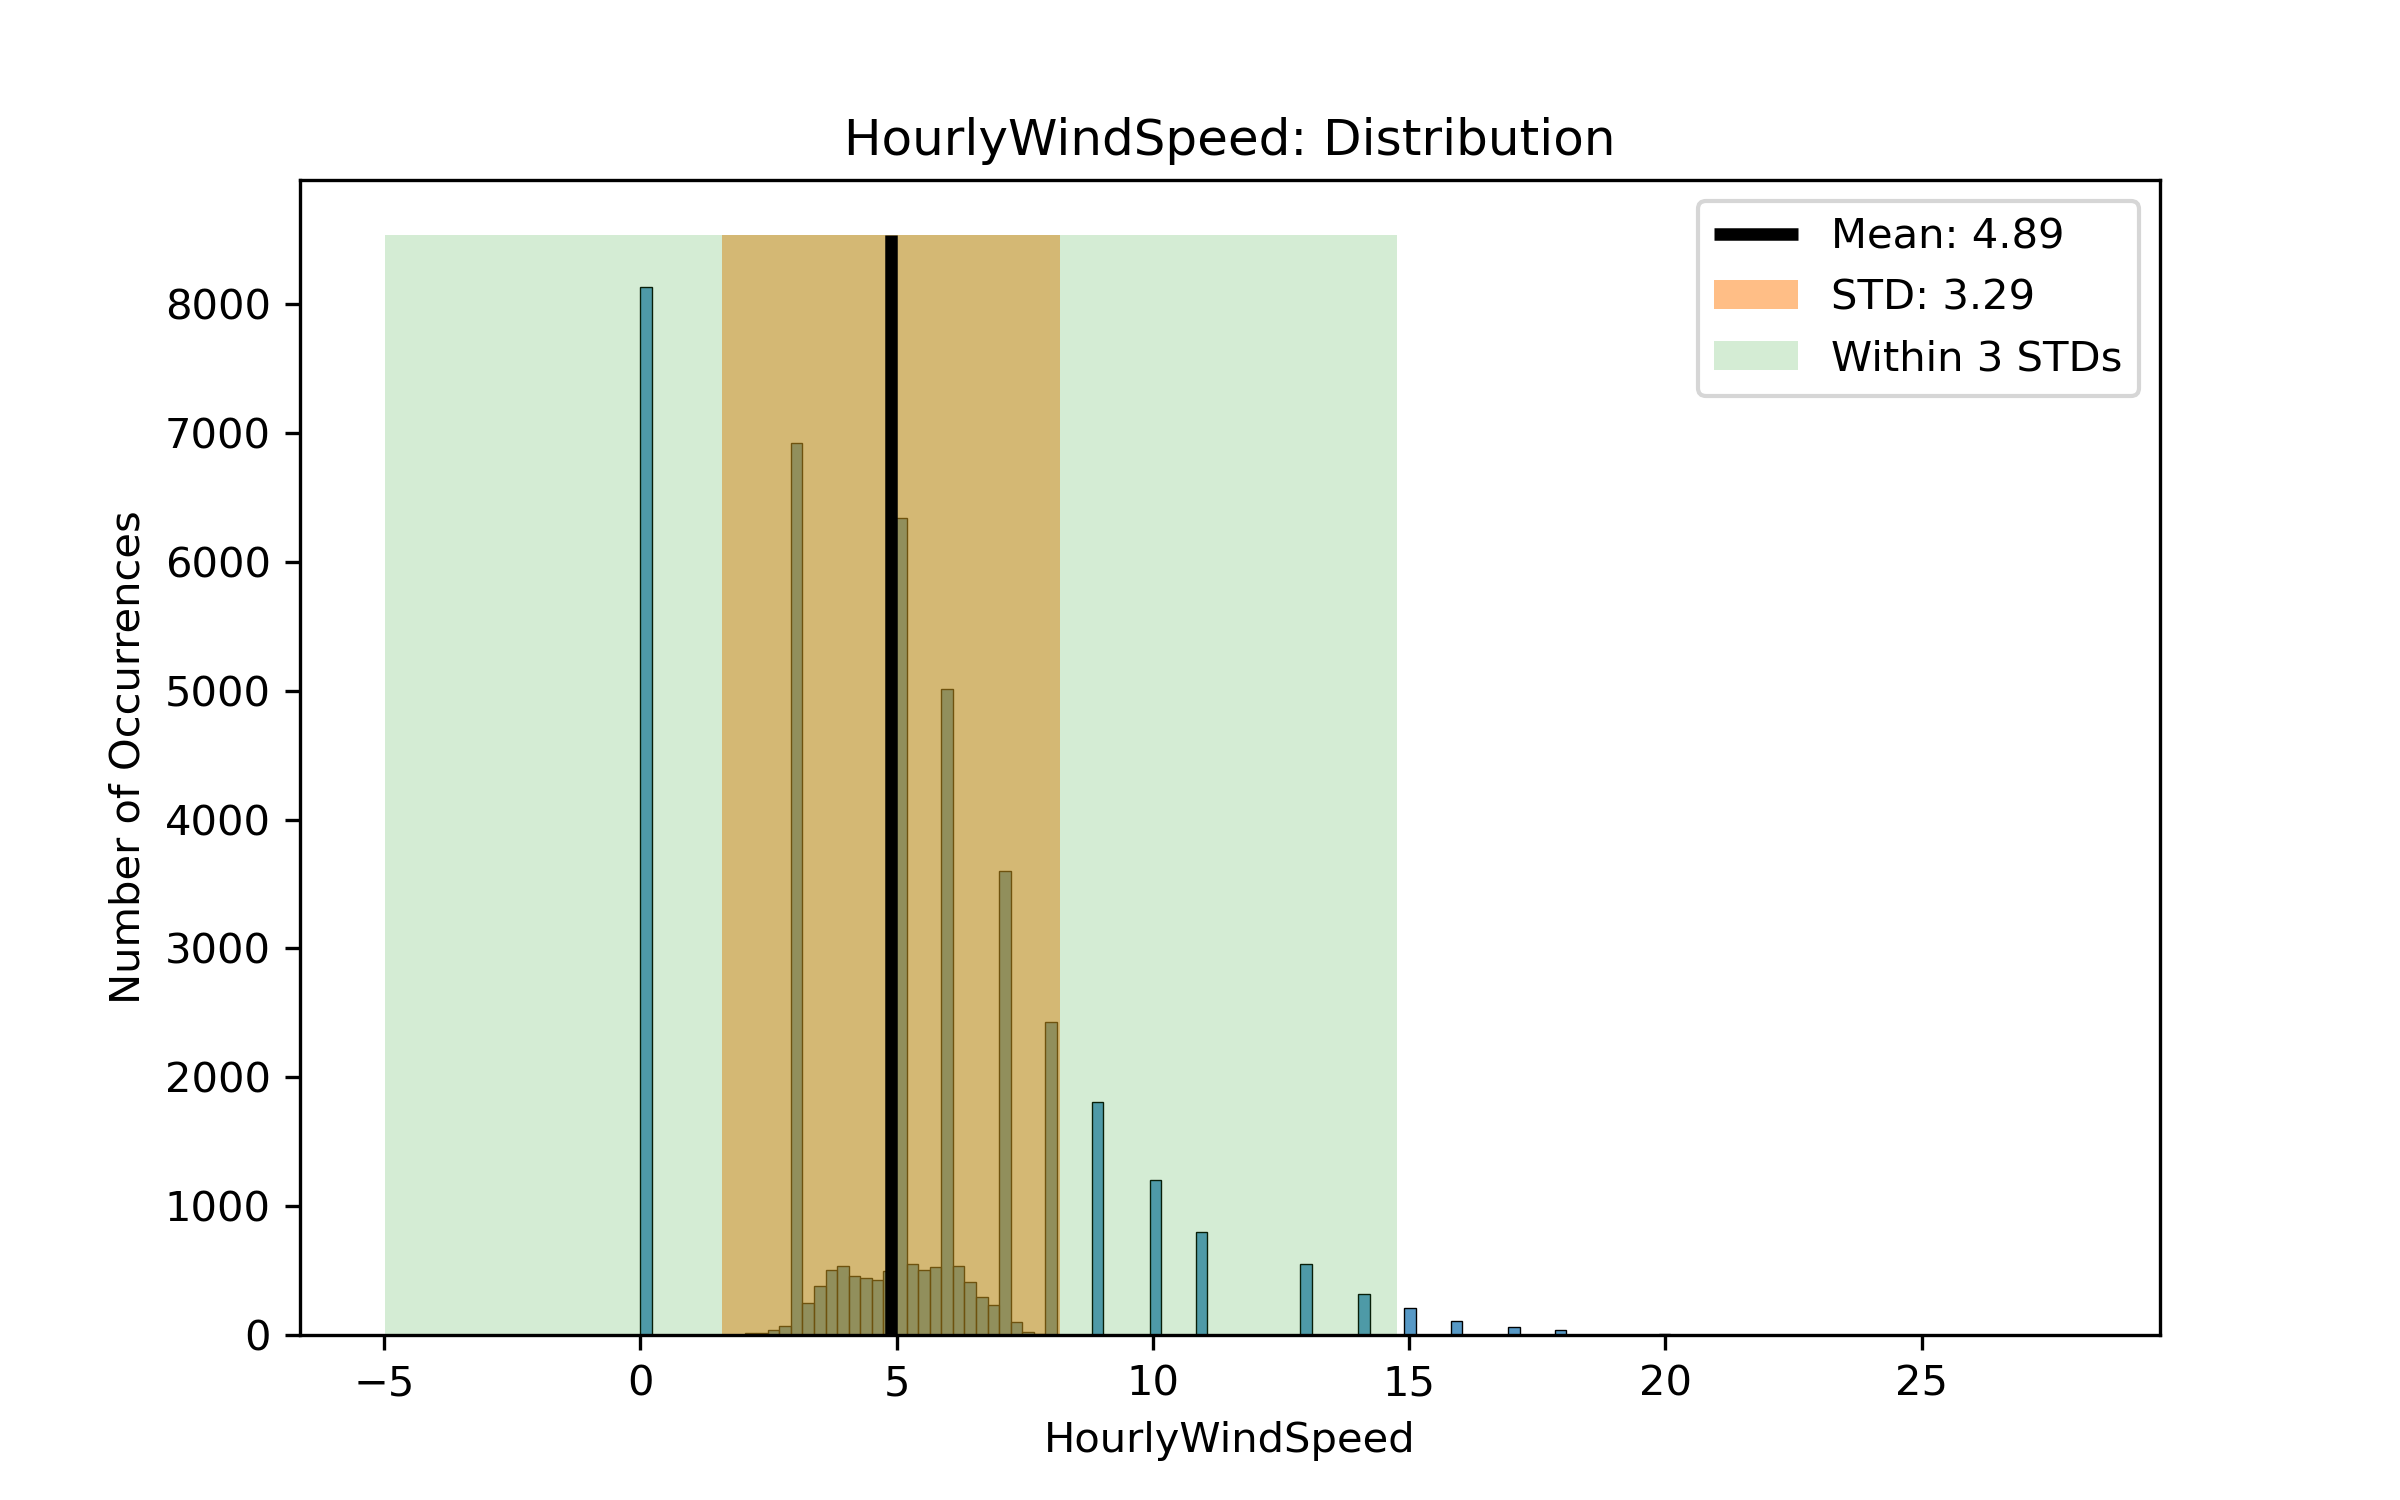 HourlyWindSpeed: Distribution
Mean: 4.89
STD: 3.29
Within 3 STDs
Number of Occurrences
8000
7000
6000
5000
4000
3000
2000
1000
0
−5 0 5 10 15 20 25
HourlyWindSpeed